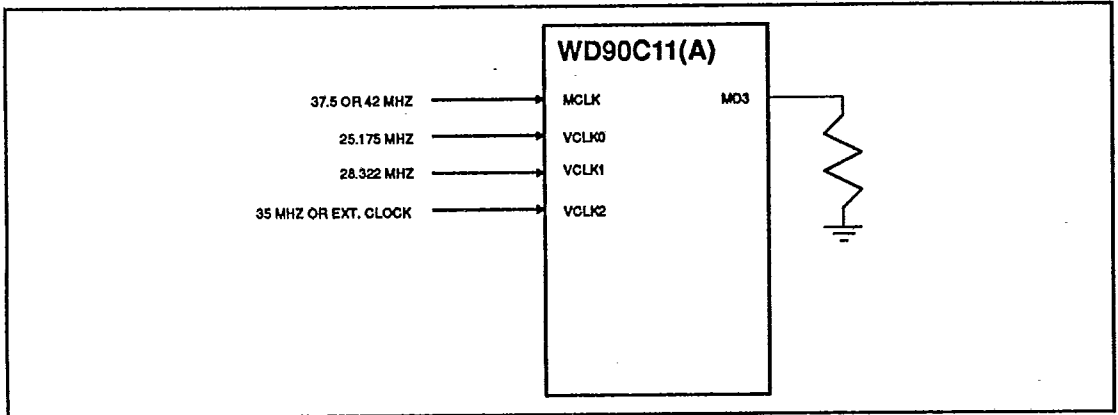 WD90C11(A)
37.5 OR 42 MHZ MCLK MD3
25.175 MHZ VCLK0
28.322 MHZ VCLK1
35 MHZ OR EXT. CLOCK VCLK2